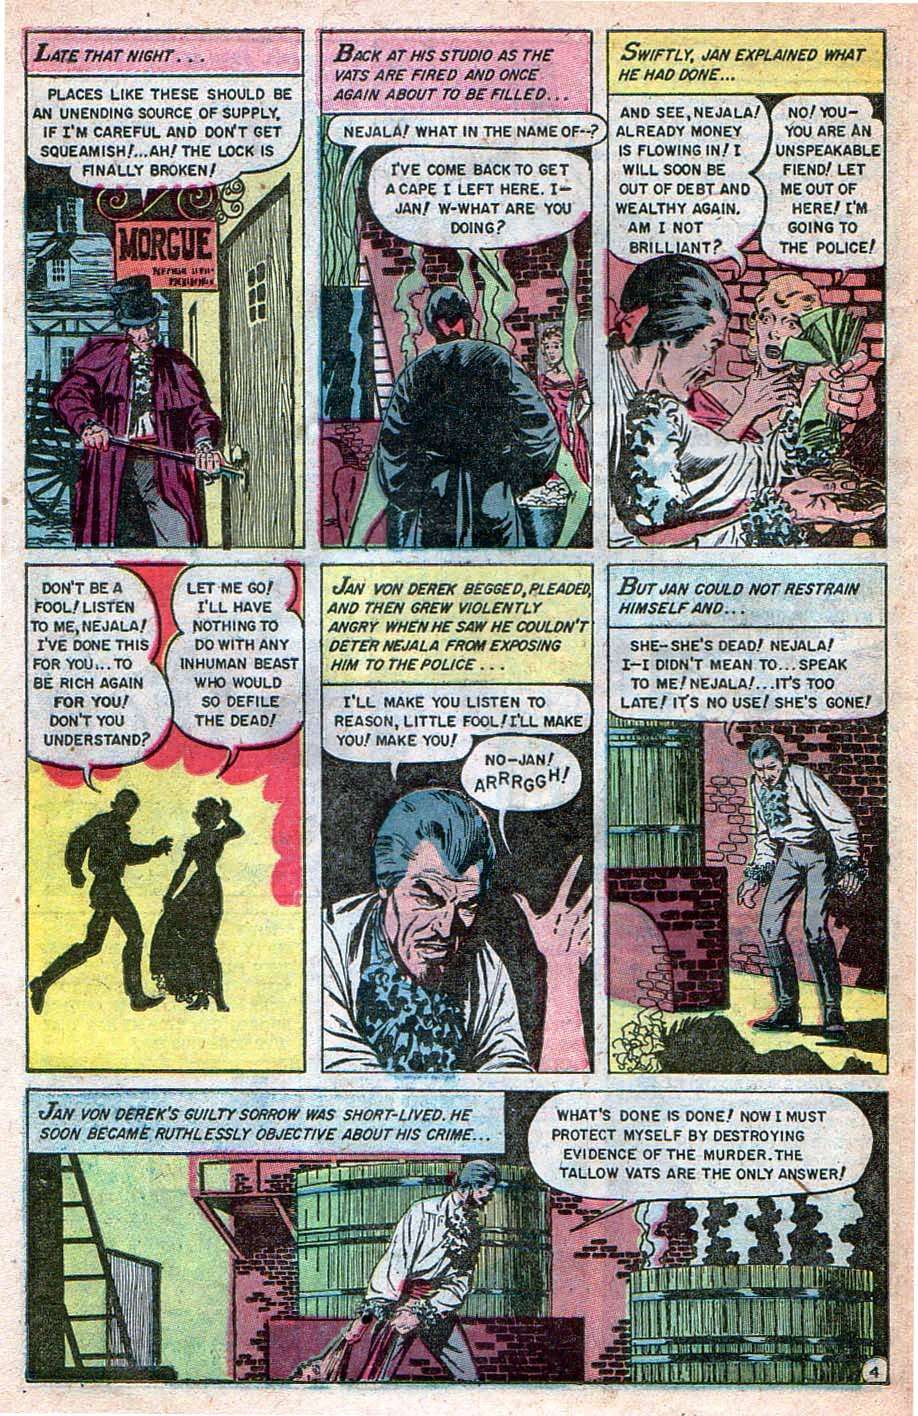 LATE THAT NIGHT...
PLACES LIKE THESE SHOULD BE
AN UNENDING SOURCE OF SUPPLY,
IF I'M CAREFUL AND DON'T GET
SQUEAMISH!...AH! THE LOCK IS
FINALLY BROKEN!
MORGUE
BACK AT HIS STUDIO AS THE
VATS ARE FIRED AND ONCE
AGAIN ABOUT TO BE FILLED...
NEJALA! WHAT IN THE NAME OF--?
I'VE COME BACK TO GET
A CAPE I LEFT HERE. I—
JAN! W-WHAT ARE YOU
DOING?
SWIFTLY, JAN EXPLAINED WHAT
HE HAD DONE...
AND SEE, NEJALA!
ALREADY MONEY
IS FLOWING IN! I
WILL SOON BE
OUT OF DEBT AND
WEALTHY AGAIN.
AM I NOT
BRILLIANT?
NO! YOU-
YOU ARE AN
UNSPEAKABLE
FIEND! LET
ME OUT OF
HERE! I'M
GOING TO
THE POLICE!
DON'T BE A
FOOL! LISTEN
TO ME, NEJALA!
I'VE DONE THIS
FOR YOU...TO
BE RICH AGAIN
FOR YOU!
DON'T YOU
UNDERSTAND?
LET ME GO!
I'LL HAVE
NOTHING TO
DO WITH ANY
INHUMAN BEAST
WHO WOULD
SO DEFILE
THE DEAD!
JAN VON DEREK BEGGED, PLEADED,
AND THEN GREW VIOLENTLY
ANGRY WHEN HE SAW HE COULDN'T
DETER NEJALA FROM EXPOSING
HIM TO THE POLICE...
I'LL MAKE YOU LISTEN TO
REASON, LITTLE FOOL! I'LL MAKE
YOU! MAKE YOU!
NO-JAN!
ARRRGGH!
BUT JAN COULD NOT RESTRAIN
HIMSELF AND...
SHE-SHE'S DEAD! NEJALA!
I-I DIDN'T MEAN TO...SPEAK
TO ME! NEJALA!...IT'S TOO
LATE! IT'S NO USE! SHE'S GONE!
JAN VON DEREK'S GUILTY SORROW WAS SHORT-LIVED. HE
SOON BECAME RUTHLESSLY OBJECTIVE ABOUT HIS CRIME...
WHAT'S DONE IS DONE! NOW I MUST
PROTECT MYSELF BY DESTROYING
EVIDENCE OF THE MURDER. THE
TALLOW VATS ARE THE ONLY ANSWER!
4